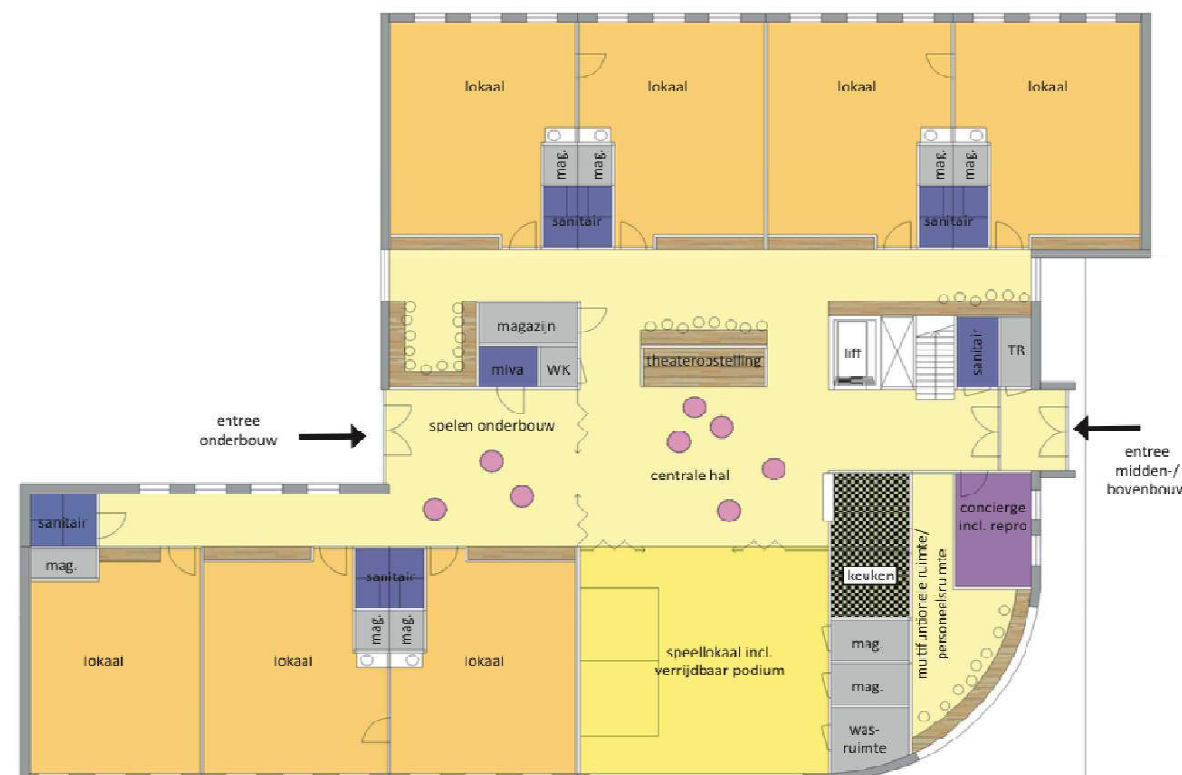 lokaal
lokaal
lokaal
lokaal
mag.
mag.
mag.
mag.
sanitair
sanitair
magazijn
miva
WK
theateropstelling
lift
sanitair
TR
entree
onderbouw
spelen onderbouw
centrale hal
entree
midden-/
bovenbouw
sanitair
mag.
sanitair
mag.
mag.
lokaal
lokaal
lokaal
speellokaal incl.
verrijdbaar podium
keuken
mag.
mag.
was-
ruimte
multifuntionele ruimte/
personeelsruimte
concierge
incl. repro